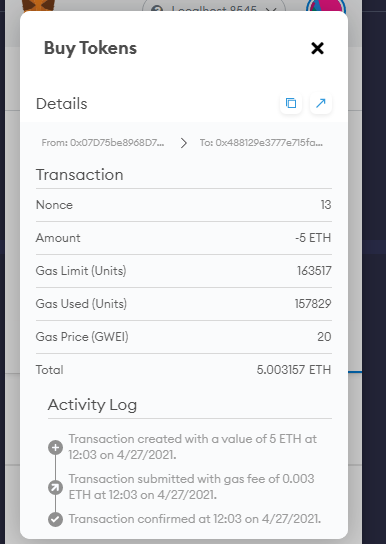 Localhost 8545
Buy Tokens
Details
From: 0x07D75be8968D7... To: 0x488129e3777e715fa...
Transaction
Nonce 13
Amount -5 ETH
Gas Limit (Units) 163517
Gas Used (Units) 157829
Gas Price (GWEI) 20
Total 5.003157 ETH
Activity Log
Transaction created with a value of 5 ETH at
12:03 on 4/27/2021.
Transaction submitted with gas fee of 0.003
ETH at 12:03 on 4/27/2021.
Transaction confirmed at 12:03 on 4/27/2021.